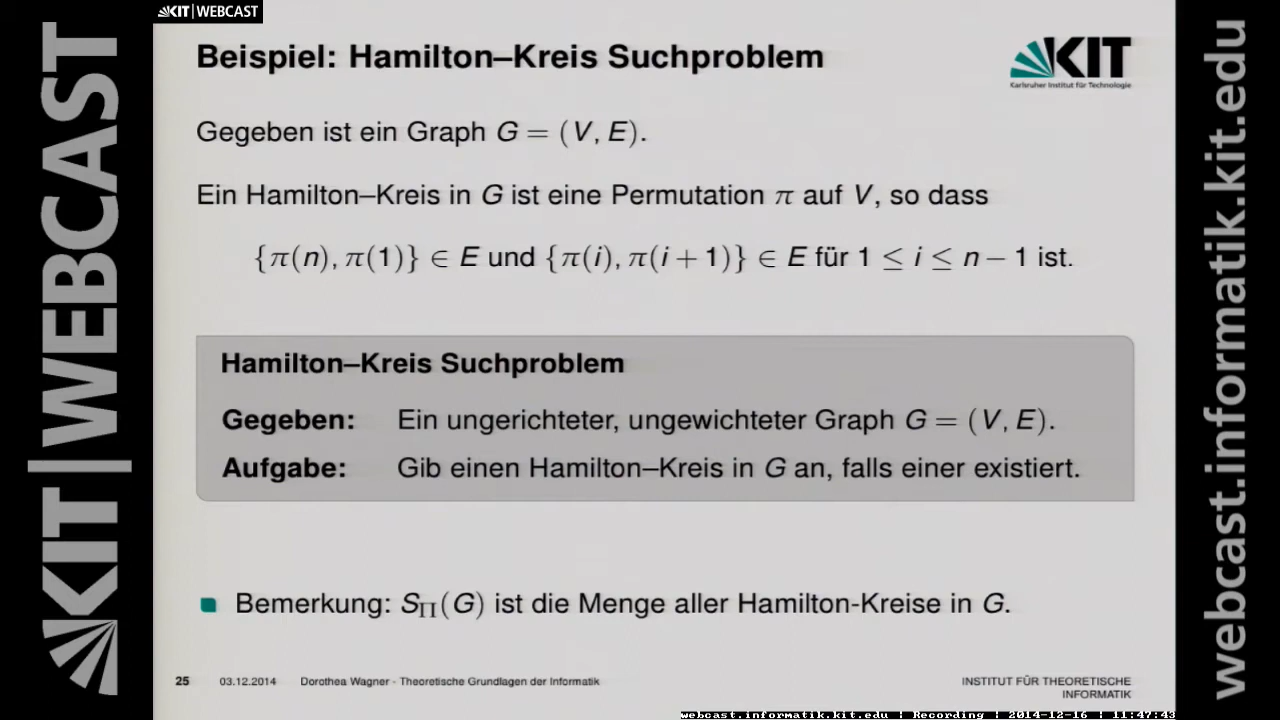 KIT | WEBCAST
Beispiel: Hamilton–Kreis Suchproblem
KIT
Karlsruher Institut für Technologie
Gegeben ist ein Graph G = (V, E).
Ein Hamilton–Kreis in G ist eine Permutation π auf V, so dass
{π(n), π(1)} ∈ E und {π(i), π(i + 1)} ∈ E für 1 ≤ i ≤ n − 1 ist.
Hamilton–Kreis Suchproblem
Gegeben: Ein ungerichteter, ungewichteter Graph G = (V, E).
Aufgabe: Gib einen Hamilton–Kreis in G an, falls einer existiert.
Bemerkung: S_Π(G) ist die Menge aller Hamilton-Kreise in G.
25 03.12.2014 Dorothea Wagner - Theoretische Grundlagen der Informatik
INSTITUT FÜR THEORETISCHE
INFORMATIK
webcast.informatik.kit.edu | Recording | 2014-12-16 | 11:47:43
KIT | WEBCAST
webcast.informatik.kit.edu